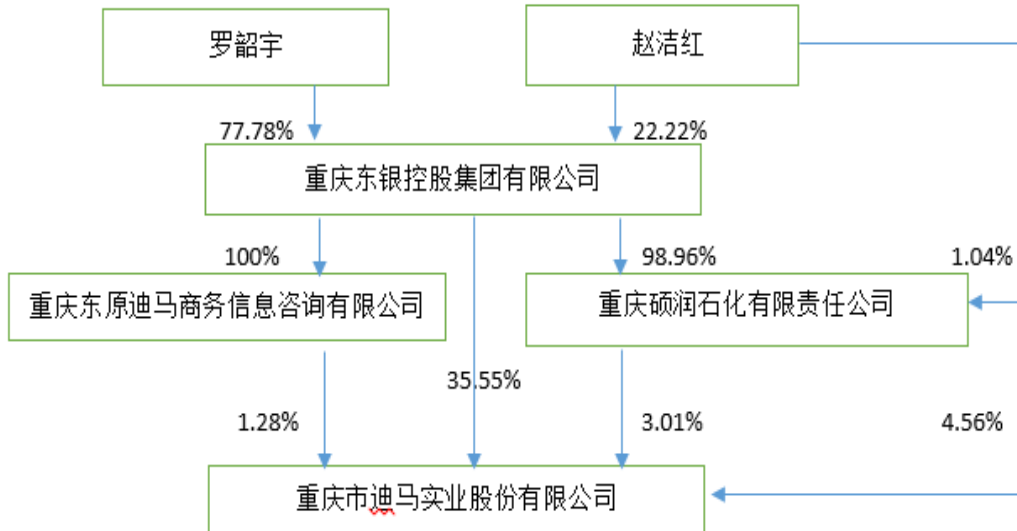 罗韶宇
赵洁红
77.78%
22.22%
重庆东银控股集团有限公司
100%
98.96%
1.04%
重庆东原迪马商务信息咨询有限公司
重庆硕润石化有限责任公司
35.55%
1.28%
3.01%
4.56%
重庆市迪马实业股份有限公司